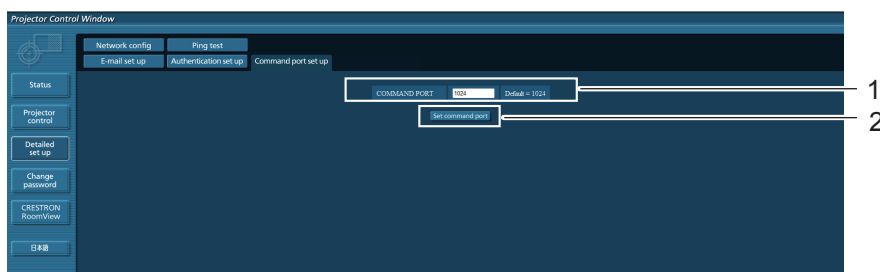 Projector Control Window
Network config
Ping test
E-mail set up
Authentication set up
Command port set up
Status
Projector
control
Detailed
set up
Change
password
CRESTRON
RoomView
日本語
COMMAND PORT 1024 Default = 1024
Set command port
1
2